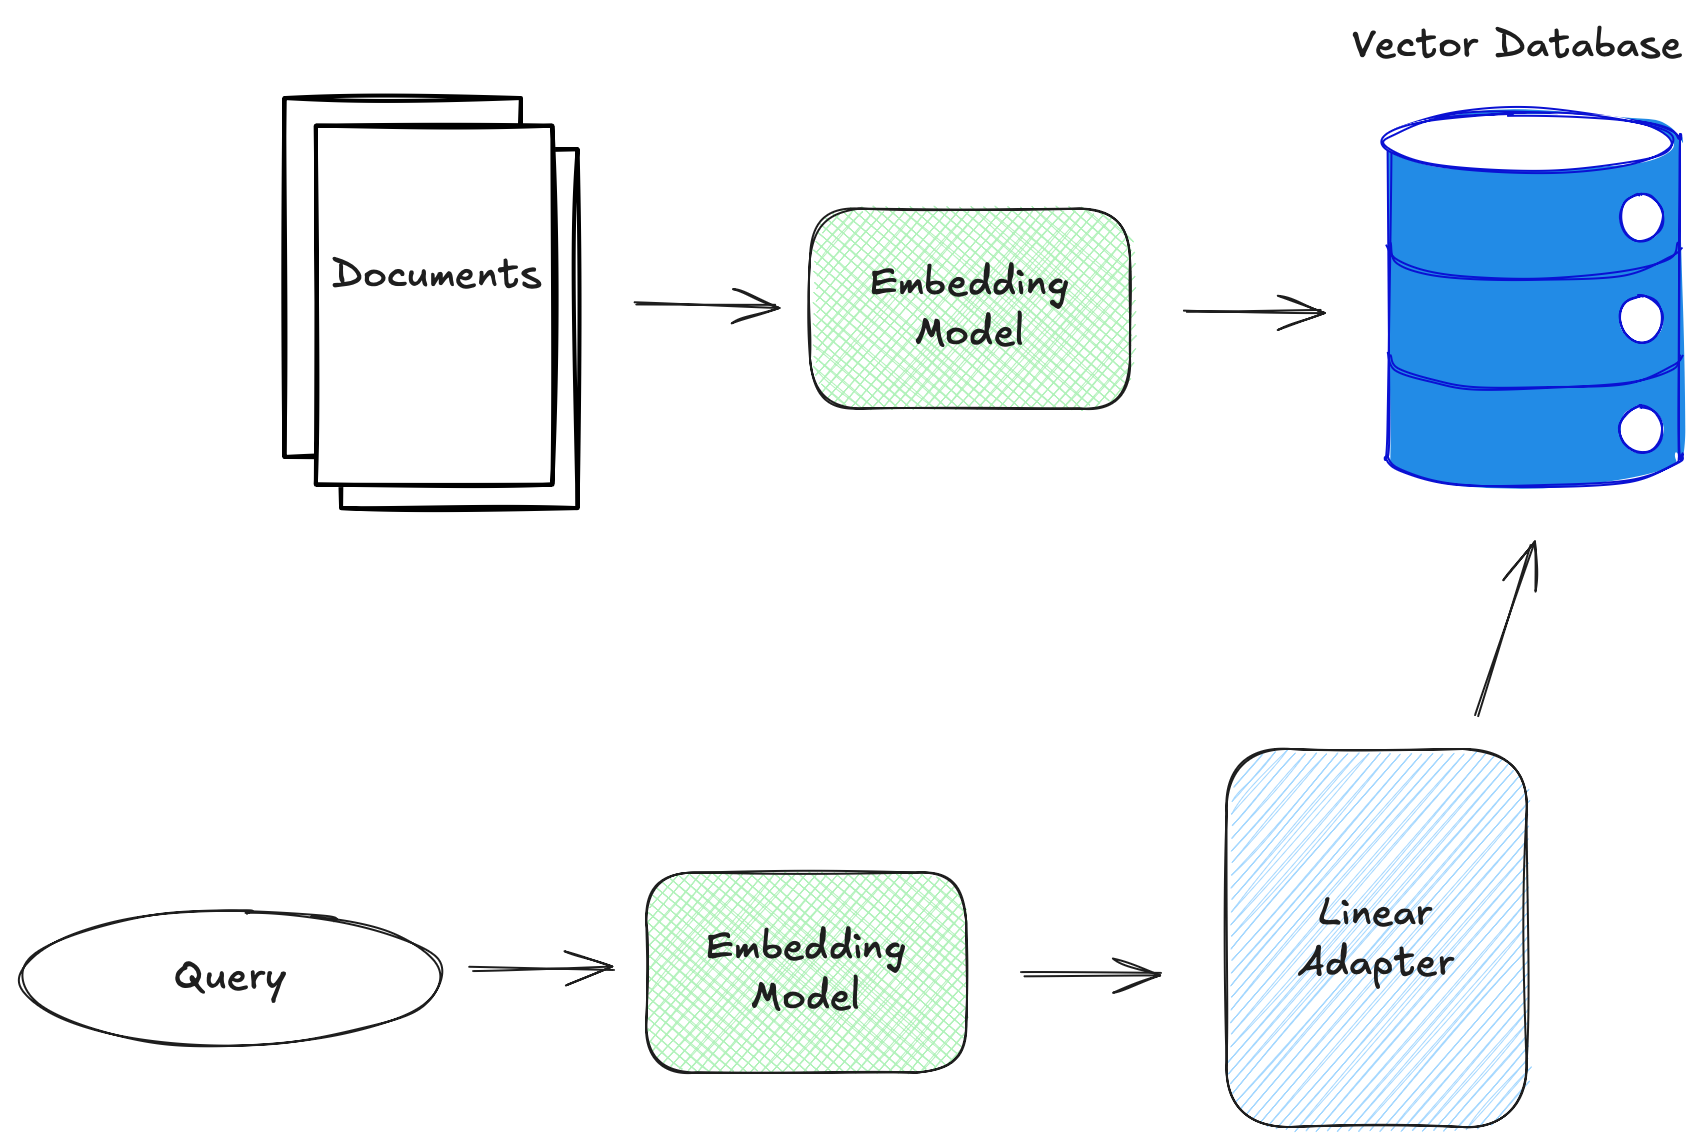 Vector Database
Documents
Embedding
Model
Query
Embedding
Model
Linear
Adapter